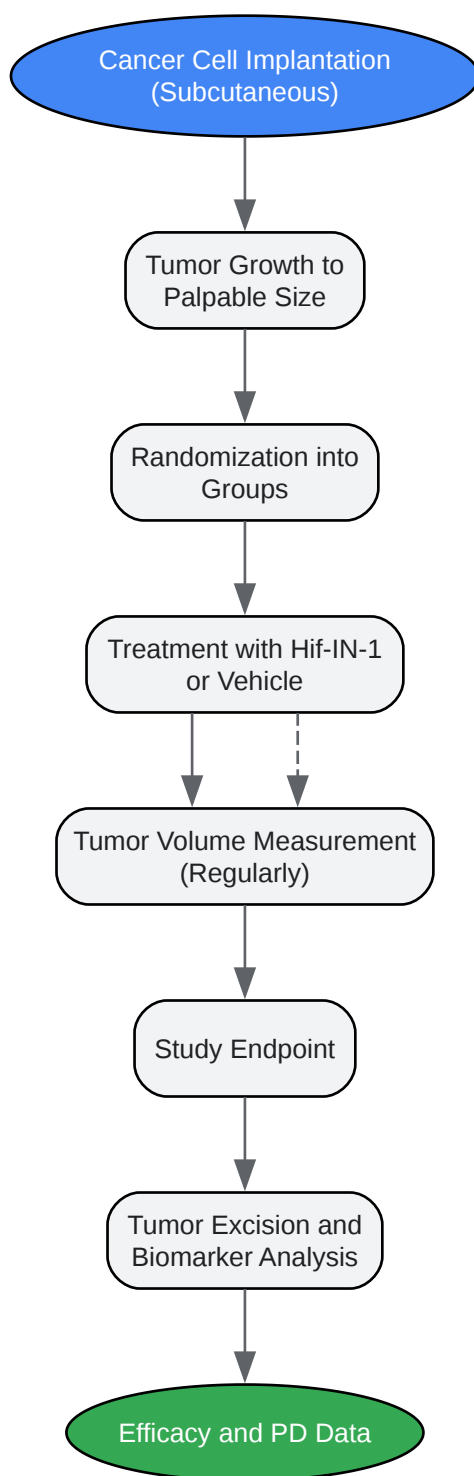 Cancer Cell Implantation
(Subcutaneous)
Tumor Growth to
Palpable Size
Randomization into
Groups
Treatment with Hif-IN-1
or Vehicle
Tumor Volume Measurement
(Regularly)
Study Endpoint
Tumor Excision and
Biomarker Analysis
Efficacy and PD Data